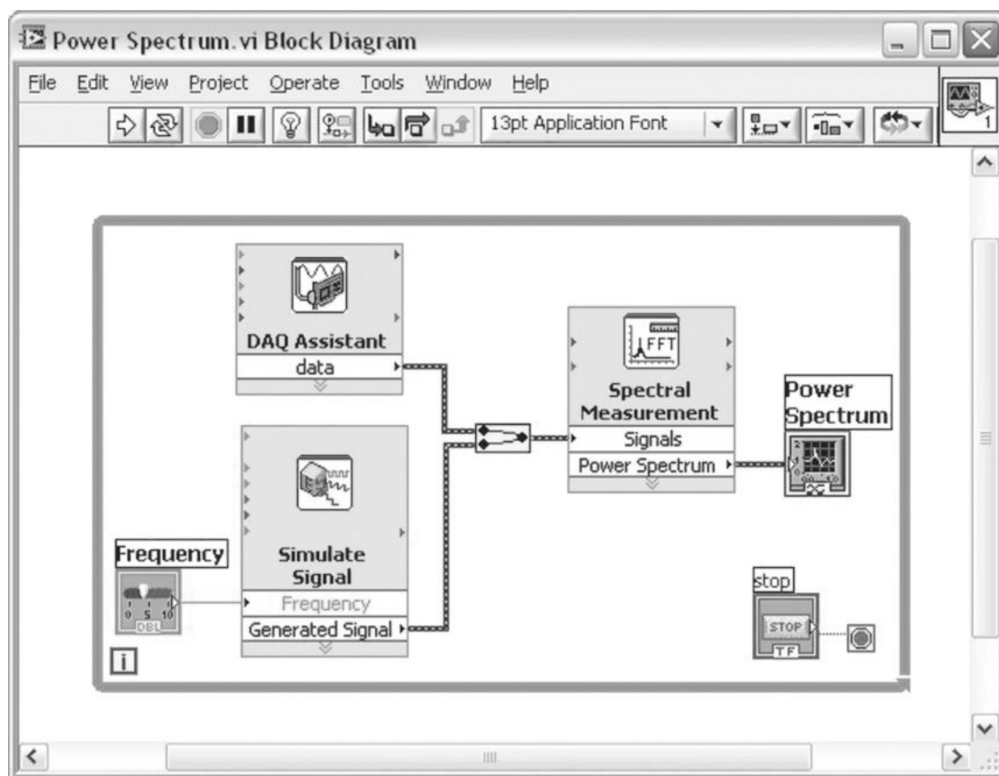 Power Spectrum.vi Block Diagram
File Edit View Project Operate Tools Window Help
13pt Application Font
1
DAQ Assistant
data
FFT
Spectral
Measurement
Signals
Power Spectrum
Power
Spectrum
Simulate
Signal
Frequency
Generated Signal
Frequency
0 5 10
DBL
i
stop
STOP
TF